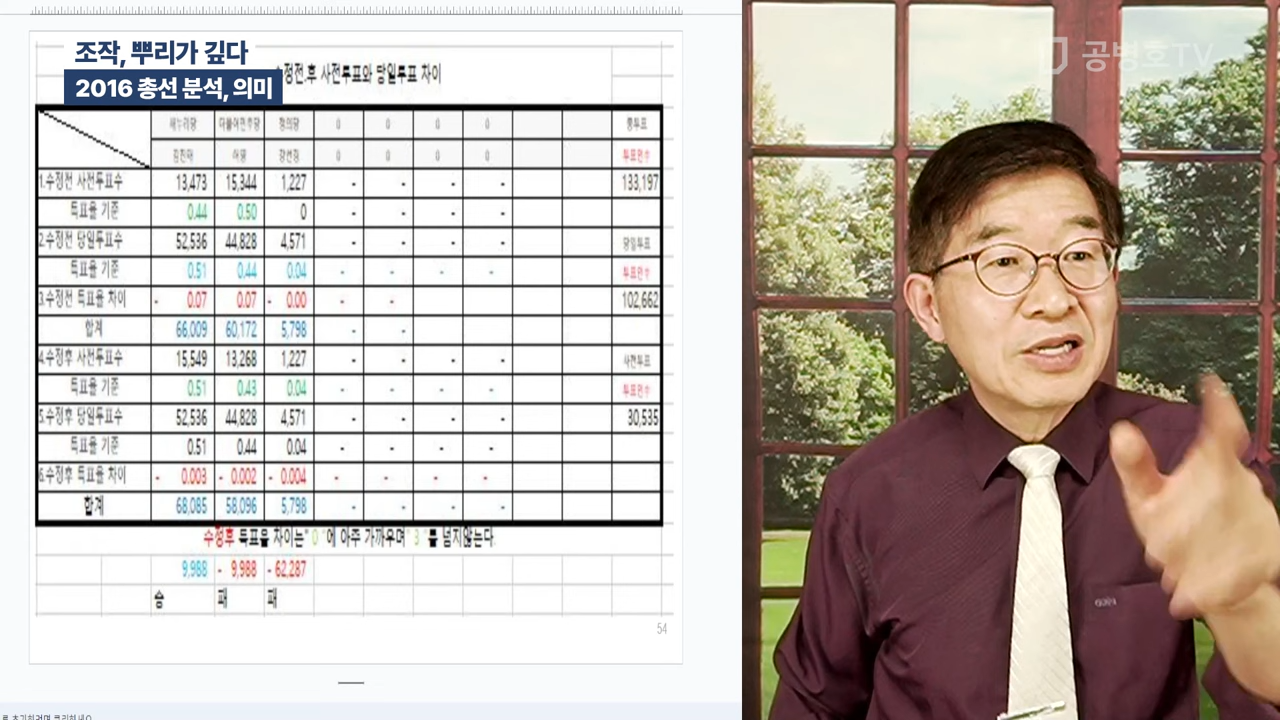 조작, 뿌리가 깊다
2016 총선 분석, 의미
수정전.후 사전투표와 당일투표 차이
새누리당 더불어민주당 정의당 0 0 0 0 총투표
김진태 허영 강선경 0 0 0 0 투표인수
1.수정전 사전투표수 13,473 15,344 1,227 - - - - 133,197
득표율 기준 0.44 0.50 0 - - - -
2.수정전 당일투표수 52,536 44,828 4,571 - - - - 당일투표
득표율 기준 0.51 0.44 0.04 - - - - 투표인수
3.수정전 득표율 차이 - 0.07 0.07 - 0.00 - - 102,662
합계 66,009 60,172 5,798 - -
4.수정후 사전투표수 15,549 13,268 1,227 - - - - 사전투표
득표율 기준 0.51 0.43 0.04 - - - - 투표인수
5.수정후 당일투표수 52,536 44,828 4,571 - - - - 30,535
득표율 기준 0.51 0.44 0.04 - - - -
6.수정후 득표율 차이 - 0.003 - 0.002 - 0.004 - - - -
합계 68,085 58,096 5,798 - - - -
수정후 득표율 차이는" 0 "에 아주 가까우며" 3 "를 넘지않는다.
9,988 - 9,988 - 62,287
승 패 패
54
공병호TV